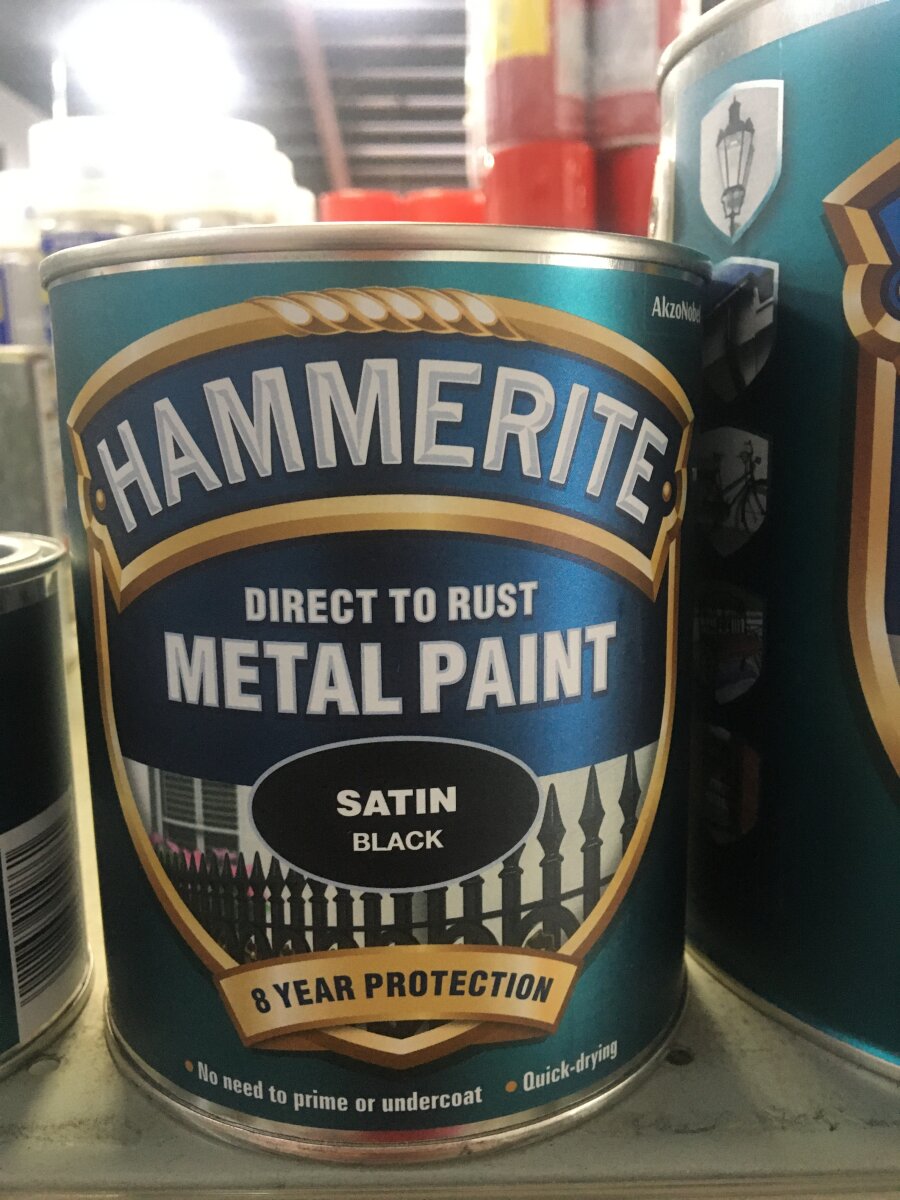 AkzoNobel
HAMMERITE
DIRECT TO RUST
METAL PAINT
SATIN
BLACK
8 YEAR PROTECTION
• No need to prime or undercoat • Quick-drying